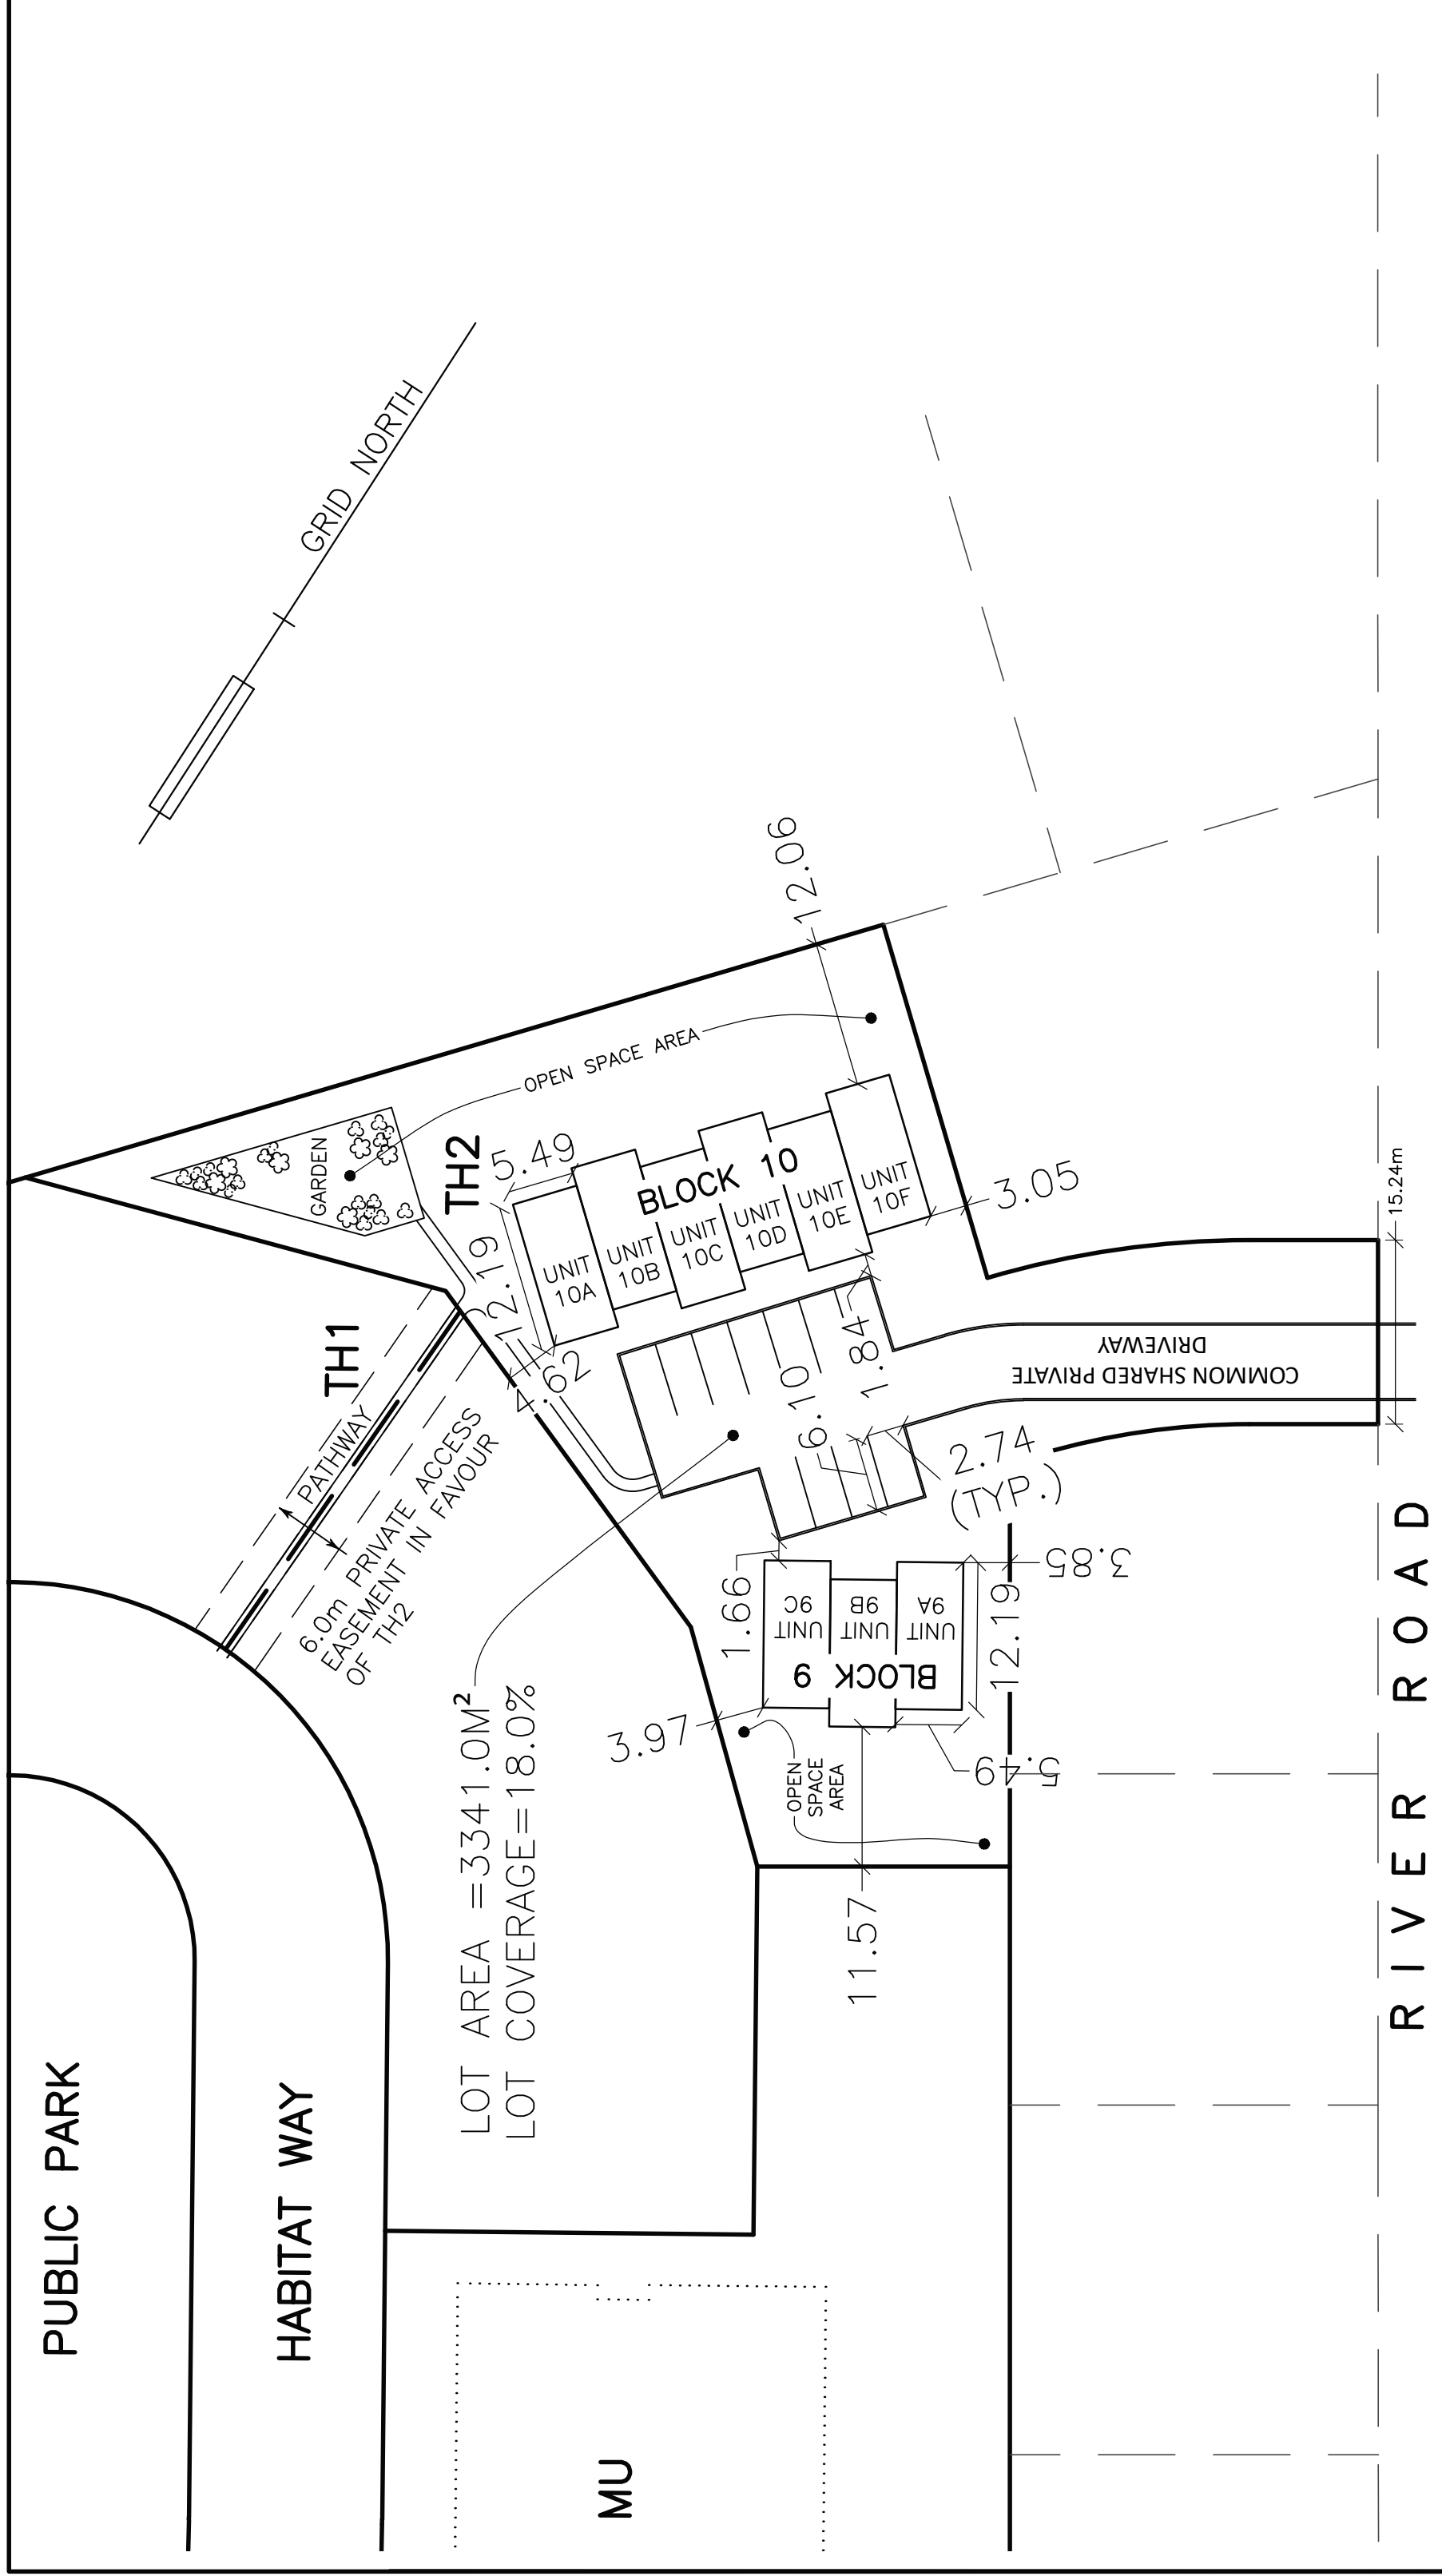 PUBLIC PARK
HABITAT WAY
MU
GRID NORTH
TH1
TH2
GARDEN
PATHWAY
6.0m PRIVATE ACCESS
EASEMENT IN FAVOUR
OF TH2
LOT AREA =3341.0M²
LOT COVERAGE=18.0%
OPEN SPACE AREA
5.49
12.19
4.62
12.06
BLOCK 10
UNIT
10A
UNIT
10B
UNIT
10C
UNIT
10D
UNIT
10E
UNIT
10F
3.05
1.84
6.10
2.74
(TYP.)
1.66
3.97
BLOCK 9
UNIT
9C
UNIT
9B
UNIT
9A
3.85
12.19
5.49
OPEN
SPACE
AREA
11.57
COMMON SHARED PRIVATE
DRIVEWAY
15.24m
RIVER ROAD